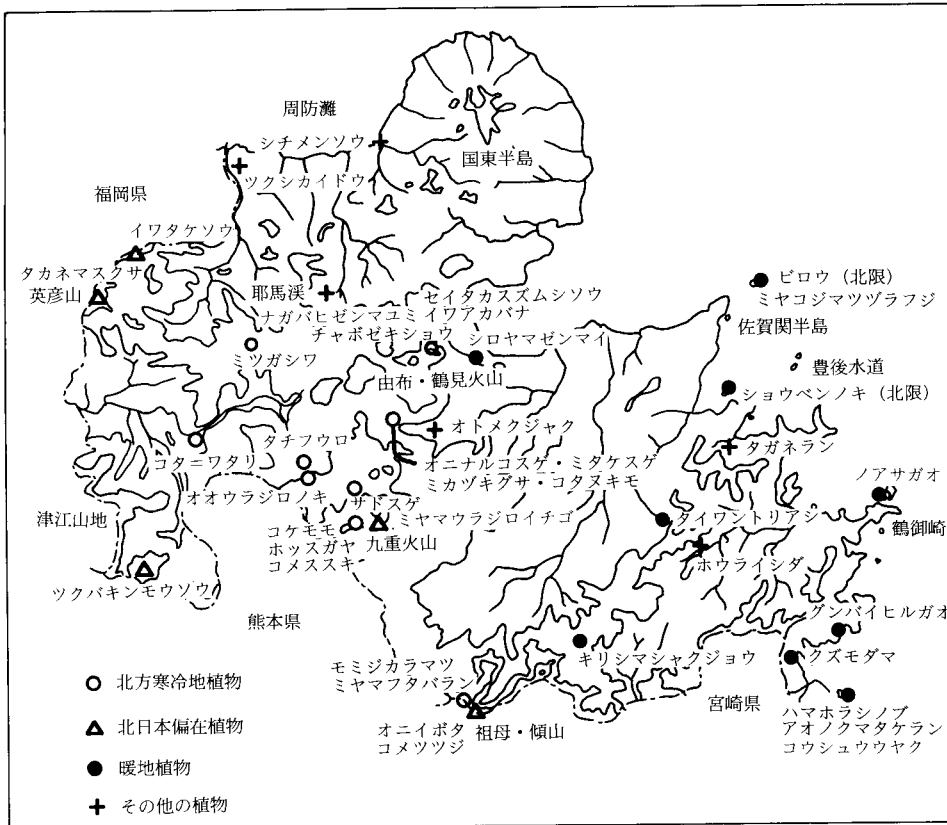 周防灘
シチメンソウ
国東半島
ツクシカイドウ
福岡県
イワタケソウ
タカネマスクサ
英彦山
耶馬渓
ビロウ（北限）
ミヤコジマツヅラフジ
セイタカスズムシソウ
ナガバヒゼンマユミ イワアカバナ
チャボゼキショウ
シロヤマゼンマイ
佐賀関半島
ミツガシワ
由布・鶴見火山
豊後水道
ショウベンノキ（北限）
オトメクジャク
タチフウロ
コタニワタリ
タガネラン
オニナルコスゲ・ミタケスゲ
ミカヅキグサ・コタヌキモ
オオウラジロノキ
サドスゲ
ノアサガオ
津江山地
コケモモ
ホッスガヤ
コメススキ
九重火山
ミヤマウラジロイチゴ
タイワントリアシ
鶴御崎
ホウライシダ
ツクバキンモウソウ
熊本県
グンバイヒルガオ
モミジカラマツ
ミヤマフタバラン
キリシマシャクジョウ
クズモダマ
宮崎県
オニイボタ
コメツツジ
祖母・傾山
ハマホラシノブ
アオノクマタケラン
コウシュウウヤク
北方寒冷地植物
北日本偏在植物
暖地植物
その他の植物